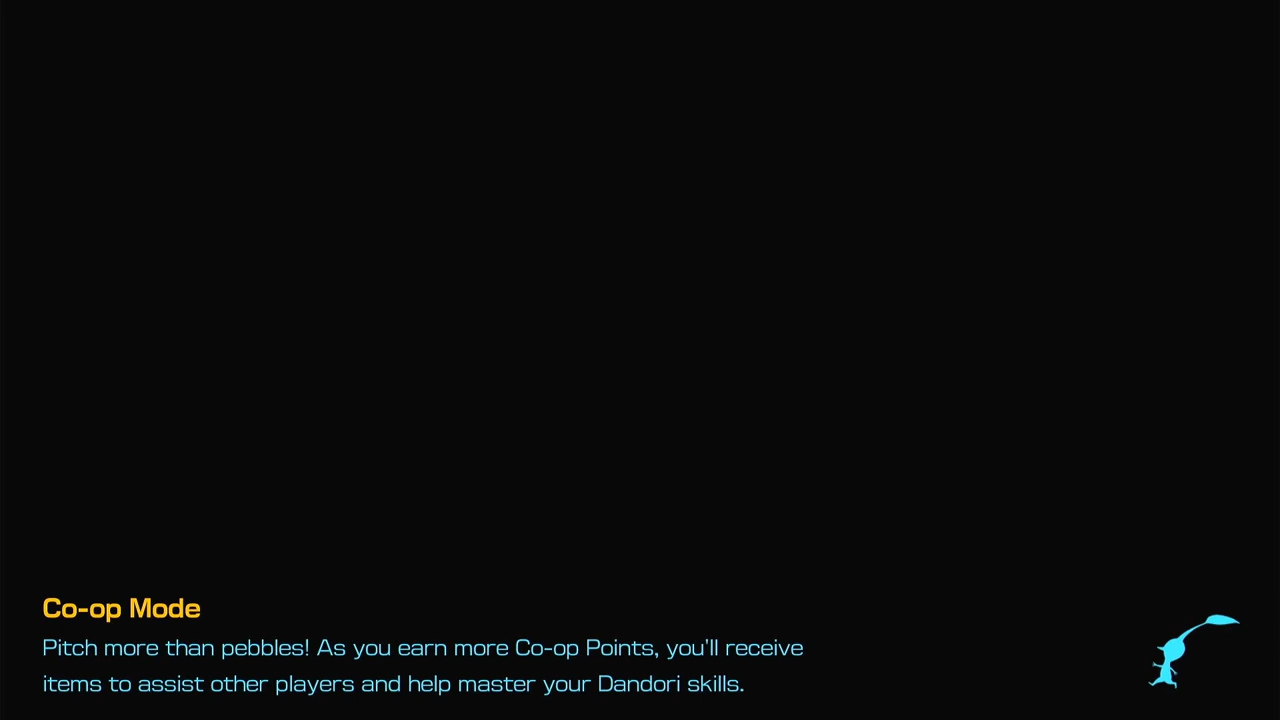 Co-op Mode
Pitch more than pebbles! As you earn more Co-op Points, you'll receive
items to assist other players and help master your Dandori skills.